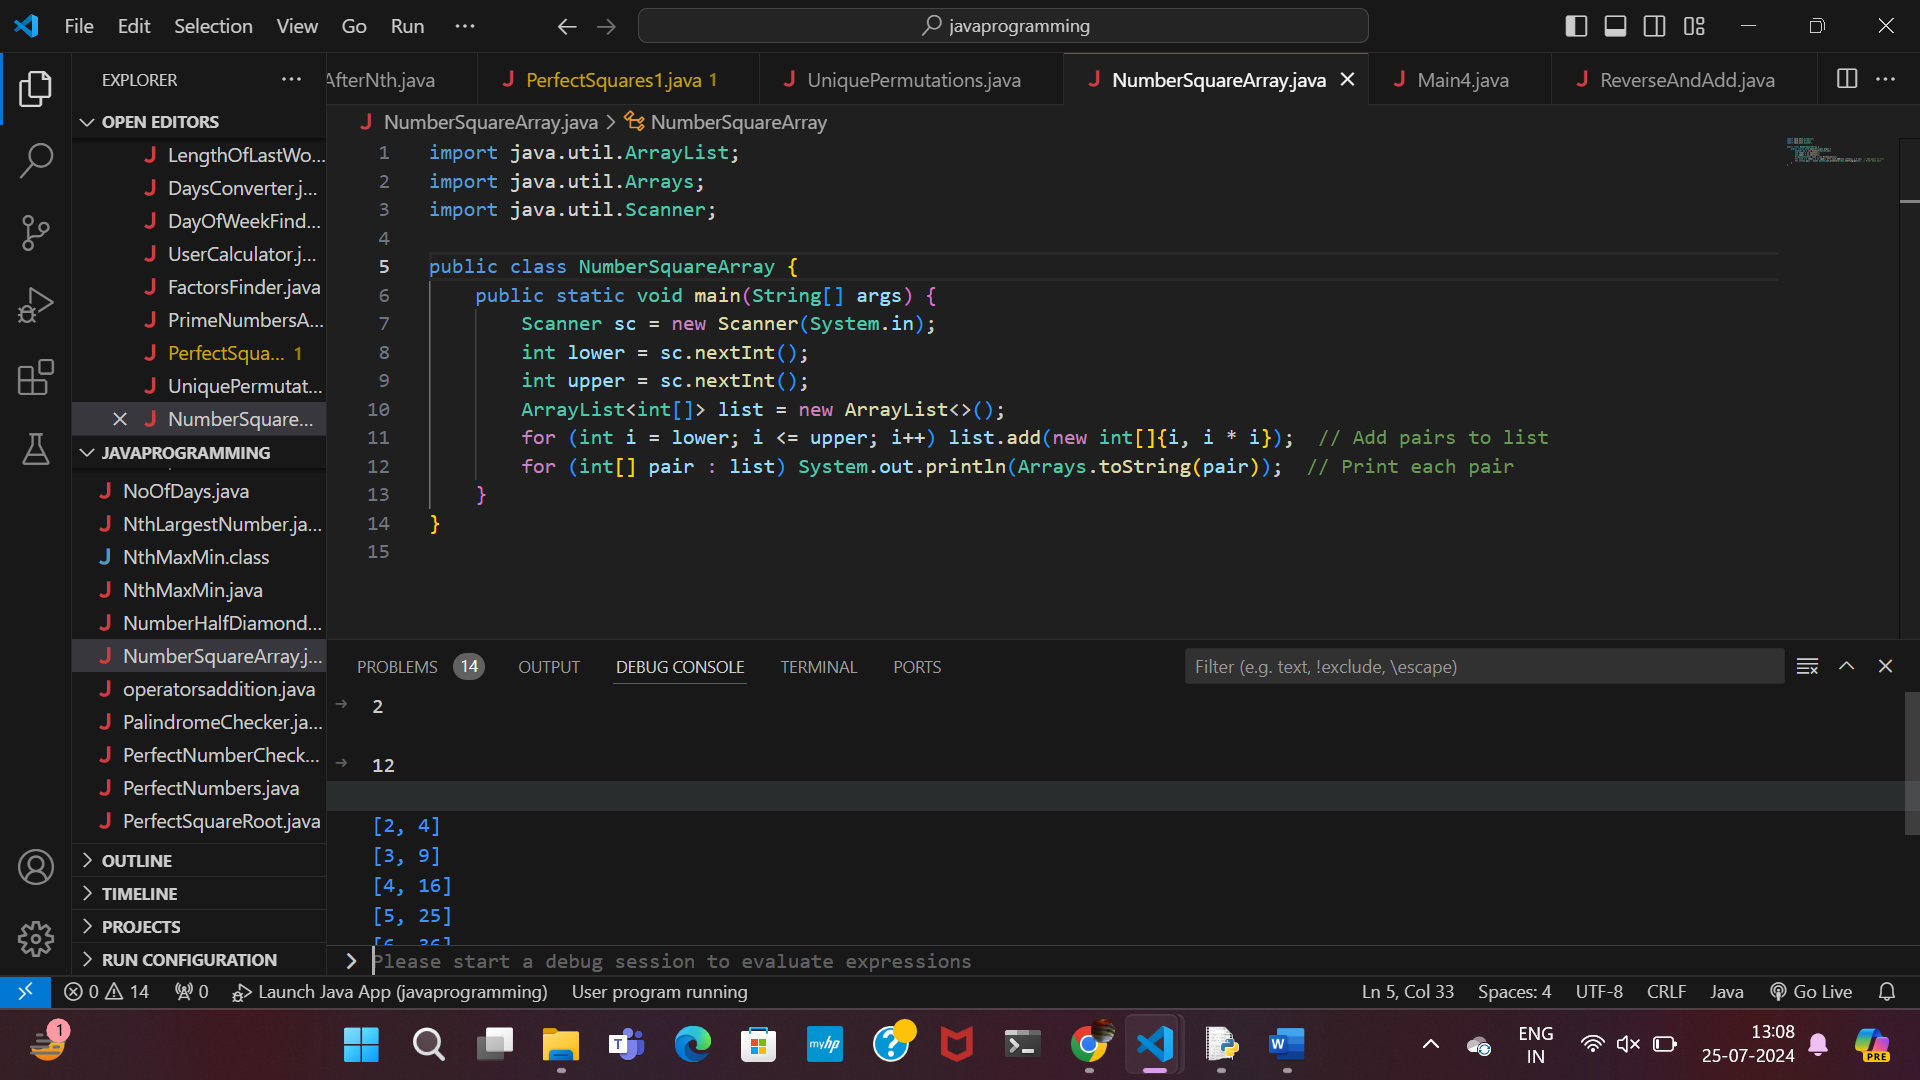 File Edit Selection View Go Run ···
javaprogramming
EXPLORER ···
AfterNth.java PerfectSquares1.java 1 UniquePermutations.java NumberSquareArray.java Main4.java ReverseAndAdd.java ···
OPEN EDITORS
LengthOfLastWo...
DaysConverter.j...
DayOfWeekFind...
UserCalculator.j...
FactorsFinder.java
PrimeNumbersA...
PerfectSqua... 1
UniquePermutat...
NumberSquare...
JAVAPROGRAMMING
NoOfDays.java
NthLargestNumber.ja...
NthMaxMin.class
NthMaxMin.java
NumberHalfDiamond...
NumberSquareArray.j...
operatorsaddition.java
PalindromeChecker.ja...
PerfectNumberCheck...
PerfectNumbers.java
PerfectSquareRoot.java
OUTLINE
TIMELINE
PROJECTS
RUN CONFIGURATION
NumberSquareArray.java > NumberSquareArray
1 import java.util.ArrayList;
2 import java.util.Arrays;
3 import java.util.Scanner;
4
5 public class NumberSquareArray {
6 public static void main(String[] args) {
7 Scanner sc = new Scanner(System.in);
8 int lower = sc.nextInt();
9 int upper = sc.nextInt();
10 ArrayList<int[]> list = new ArrayList<>();
11 for (int i = lower; i <= upper; i++) list.add(new int[]{i, i * i}); // Add pairs to list
12 for (int[] pair : list) System.out.println(Arrays.toString(pair)); // Print each pair
13 }
14 }
15
PROBLEMS 14 OUTPUT DEBUG CONSOLE TERMINAL PORTS Filter (e.g. text, !exclude, \escape)
2
12
[2, 4]
[3, 9]
[4, 16]
[5, 25]
[6, 36]
Please start a debug session to evaluate expressions
0 14 0 Launch Java App (javaprogramming) User program running Ln 5, Col 33 Spaces: 4 UTF-8 CRLF Java Go Live
1 myhp ENG IN 13:08 25-07-2024 PRE